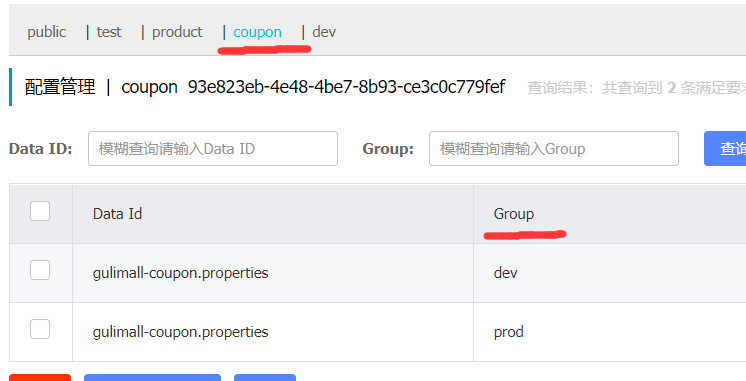 public | test | product | coupon | dev
配置管理 | coupon 93e823eb-4e48-4be7-8b93-ce3c0c779fef 查询结果：共查询到 2 条满足要求
Data ID: 模糊查询请输入Data ID Group: 模糊查询请输入Group 查询
Data Id Group
gulimall-coupon.properties dev
gulimall-coupon.properties prod